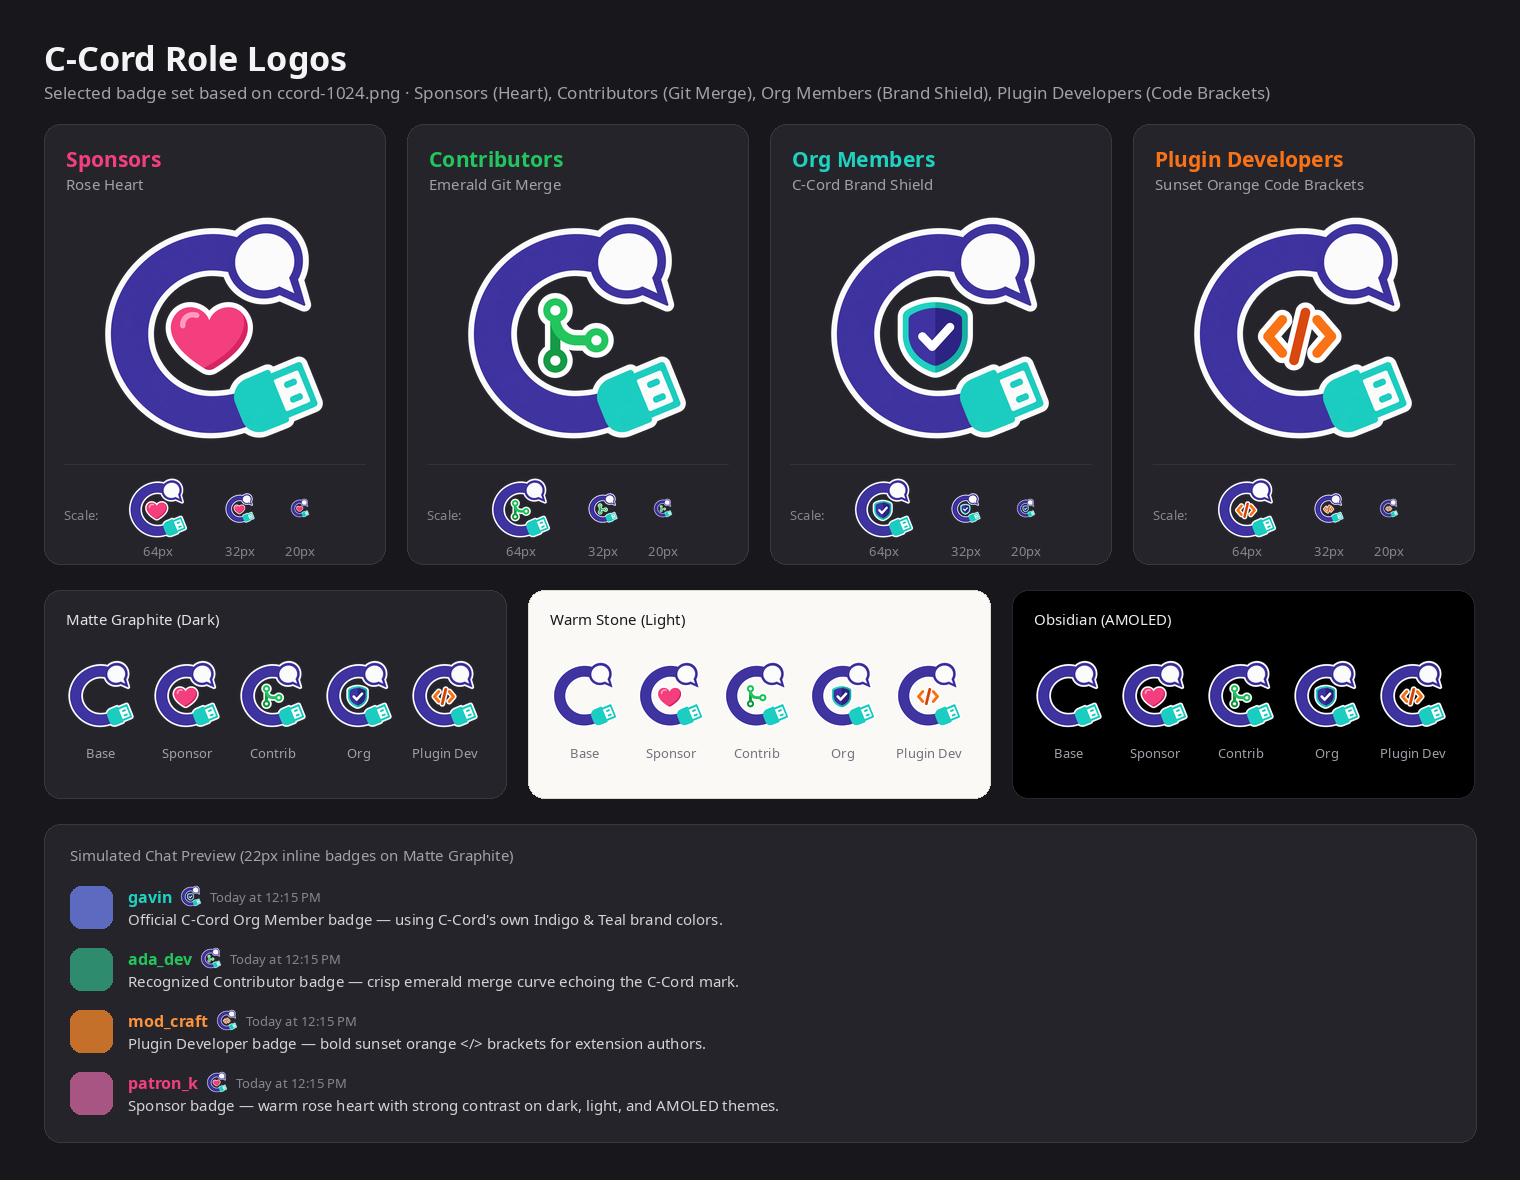 C-Cord Role Logos
Selected badge set based on ccord-1024.png · Sponsors (Heart), Contributors (Git Merge), Org Members (Brand Shield), Plugin Developers (Code Brackets)
Sponsors
Rose Heart
Scale:
64px
32px
20px
Contributors
Emerald Git Merge
Scale:
64px
32px
20px
Org Members
C-Cord Brand Shield
Scale:
64px
32px
20px
Plugin Developers
Sunset Orange Code Brackets
</>
Scale:
64px
32px
20px
Matte Graphite (Dark)
Base
Sponsor
Contrib
Org
Plugin Dev
Warm Stone (Light)
Base
Sponsor
Contrib
Org
Plugin Dev
Obsidian (AMOLED)
Base
Sponsor
Contrib
Org
Plugin Dev
Simulated Chat Preview (22px inline badges on Matte Graphite)
gavin Today at 12:15 PM
Official C-Cord Org Member badge — using C-Cord's own Indigo & Teal brand colors.
ada_dev Today at 12:15 PM
Recognized Contributor badge — crisp emerald merge curve echoing the C-Cord mark.
mod_craft Today at 12:15 PM
Plugin Developer badge — bold sunset orange </> brackets for extension authors.
patron_k Today at 12:15 PM
Sponsor badge — warm rose heart with strong contrast on dark, light, and AMOLED themes.